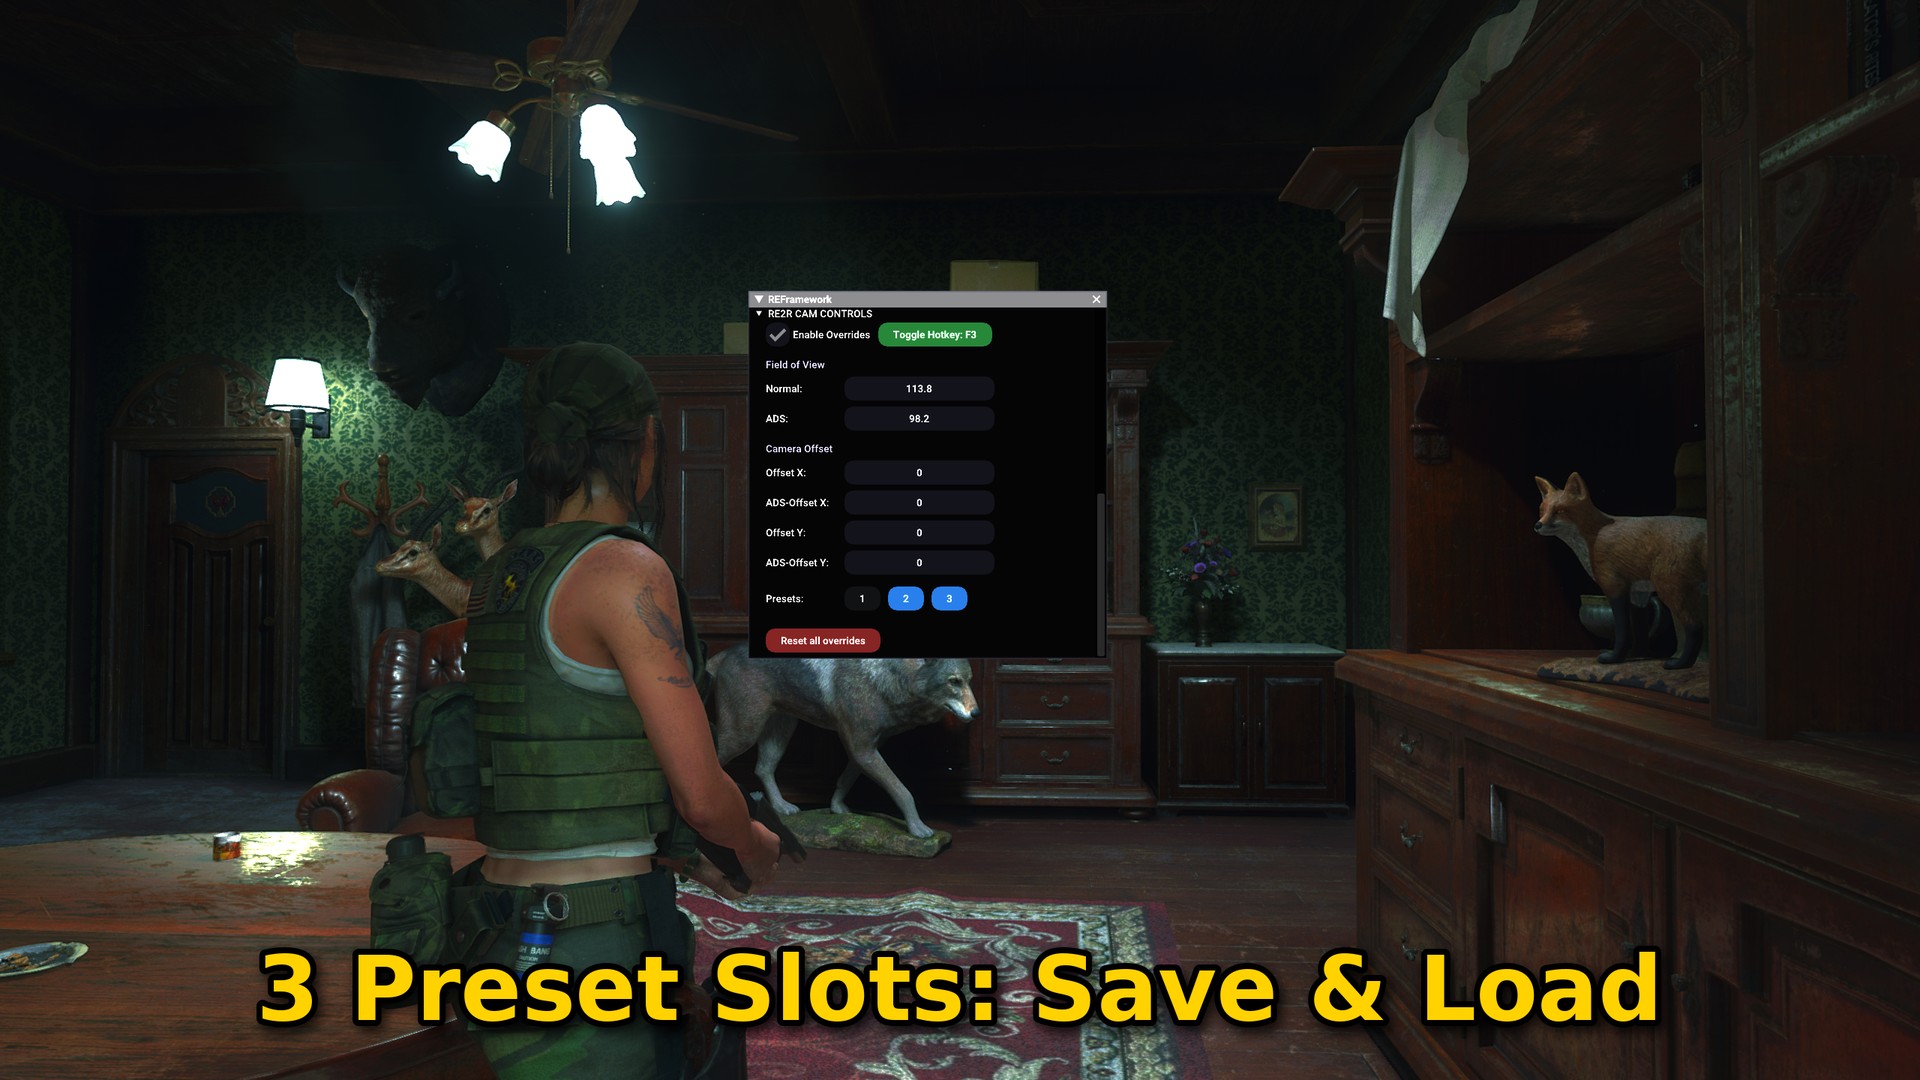 REFramework
RE2R CAM CONTROLS
Enable Overrides Toggle Hotkey: F3
Field of View
Normal: 113.8
ADS: 98.2
Camera Offset
Offset X: 0
ADS-Offset X: 0
Offset Y: 0
ADS-Offset Y: 0
Presets: 1 2 3
Reset all overrides
3 Preset Slots: Save & Load